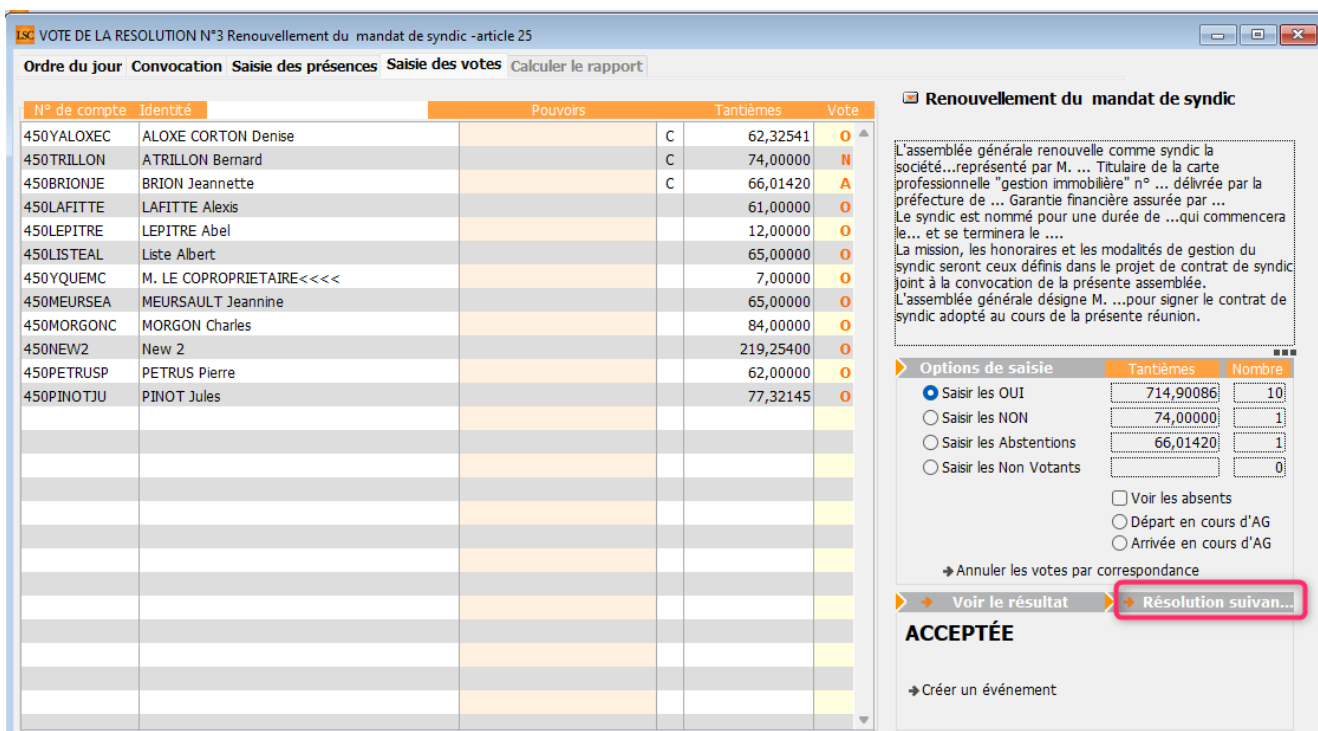 LSC VOTE DE LA RESOLUTION N°3 Renouvellement du mandat de syndic -article 25
Ordre du jour Convocation Saisie des présences Saisie des votes Calculer le rapport
N° de compte Identité Pouvoirs Tantièmes Vote
450YALOXEC ALOXE CORTON Denise C 62,32541 O
450TRILLON ATRILLON Bernard C 74,00000 N
450BRIONJE BRION Jeannette C 66,01420 A
450LAFITTE LAFITTE Alexis 61,00000 O
450LEPITRE LEPITRE Abel 12,00000 O
450LISTEAL Liste Albert 65,00000 O
450YQUEMC M. LE COPROPRIETAIRE<<<< 7,00000 O
450MEURSEA MEURSAULT Jeannine 65,00000 O
450MORGONC MORGON Charles 84,00000 O
450NEW2 New 2 219,25400 O
450PETRUSP PETRUS Pierre 62,00000 O
450PINOTJU PINOT Jules 77,32145 O
Renouvellement du mandat de syndic
L'assemblée générale renouvelle comme syndic la
société...représenté par M. ... Titulaire de la carte
professionnelle "gestion immobilière" n° ... délivrée par la
préfecture de ... Garantie financière assurée par ...
Le syndic est nommé pour une durée de ...qui commencera
le... et se terminera le ....
La mission, les honoraires et les modalités de gestion du
syndic seront ceux définis dans le projet de contrat de syndic
joint à la convocation de la présente assemblée.
L'assemblée générale désigne M. ...pour signer le contrat de
syndic adopté au cours de la présente réunion.
Options de saisie Tantièmes Nombre
Saisir les OUI 714,90086 10
Saisir les NON 74,00000 1
Saisir les Abstentions 66,01420 1
Saisir les Non Votants 0
Voir les absents
Départ en cours d'AG
Arrivée en cours d'AG
Annuler les votes par correspondance
Voir le résultat Résolution suivan...
ACCEPTÉE
Créer un événement